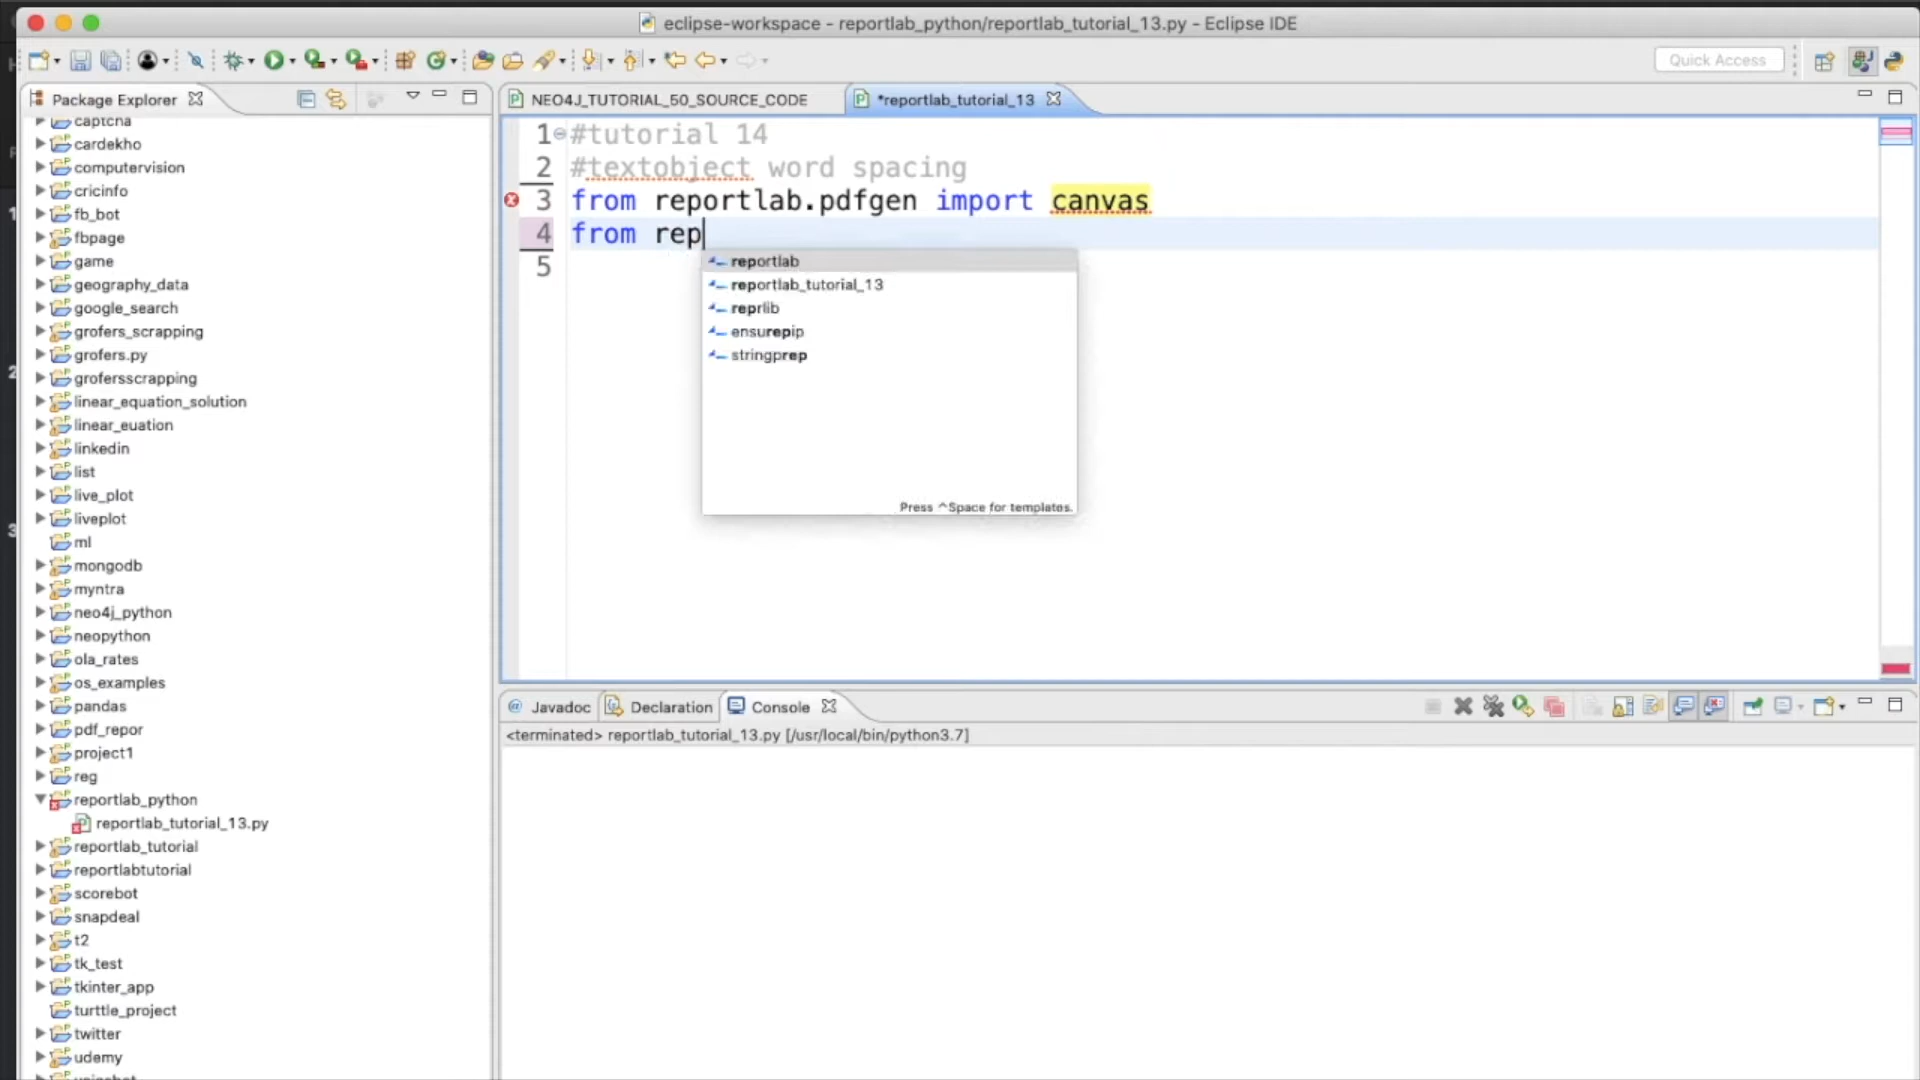 eclipse-workspace - reportlab_python/reportlab_tutorial_13.py - Eclipse IDE
Quick Access
Package Explorer
NEO4J_TUTORIAL_50_SOURCE_CODE
*reportlab_tutorial_13
captcha
cardekho
computervision
cricinfo
fb_bot
fbpage
game
geography_data
google_search
grofers_scrapping
grofers.py
grofersscrapping
linear_equation_solution
linear_euation
linkedin
list
live_plot
liveplot
ml
mongodb
myntra
neo4j_python
neopython
ola_rates
os_examples
pandas
pdf_repor
project1
reg
reportlab_python
reportlab_tutorial_13.py
reportlab_tutorial
reportlabtutorial
scorebot
snapdeal
t2
tk_test
tkinter_app
turttle_project
twitter
udemy
1 #tutorial 14
2 #textobject word spacing
3 from reportlab.pdfgen import canvas
4 from rep
5
reportlab
reportlab_tutorial_13
reprlib
ensurepip
stringprep
Press ^Space for templates.
Javadoc
Declaration
Console
<terminated> reportlab_tutorial_13.py [/usr/local/bin/python3.7]